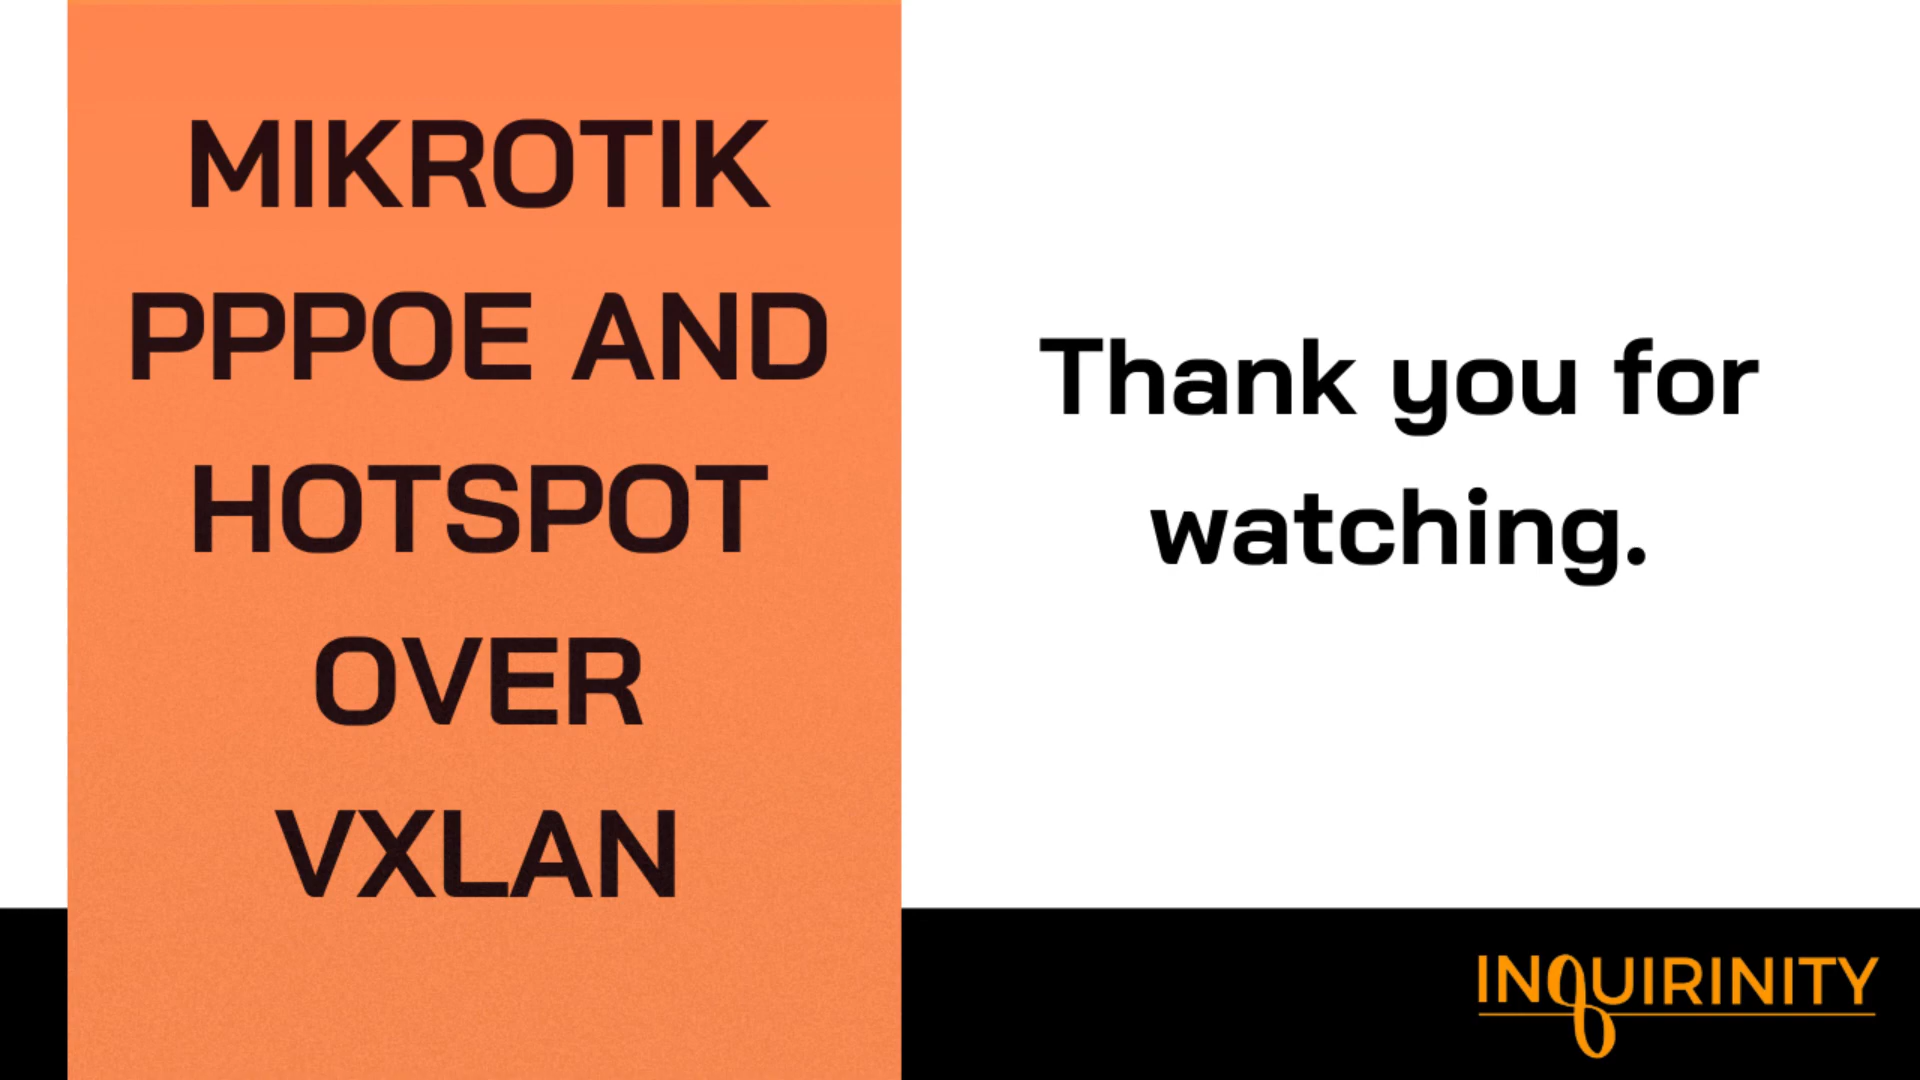 MIKROTIK
PPPOE AND
HOTSPOT
OVER
VXLAN
Thank you for
watching.
INQUIRINITY